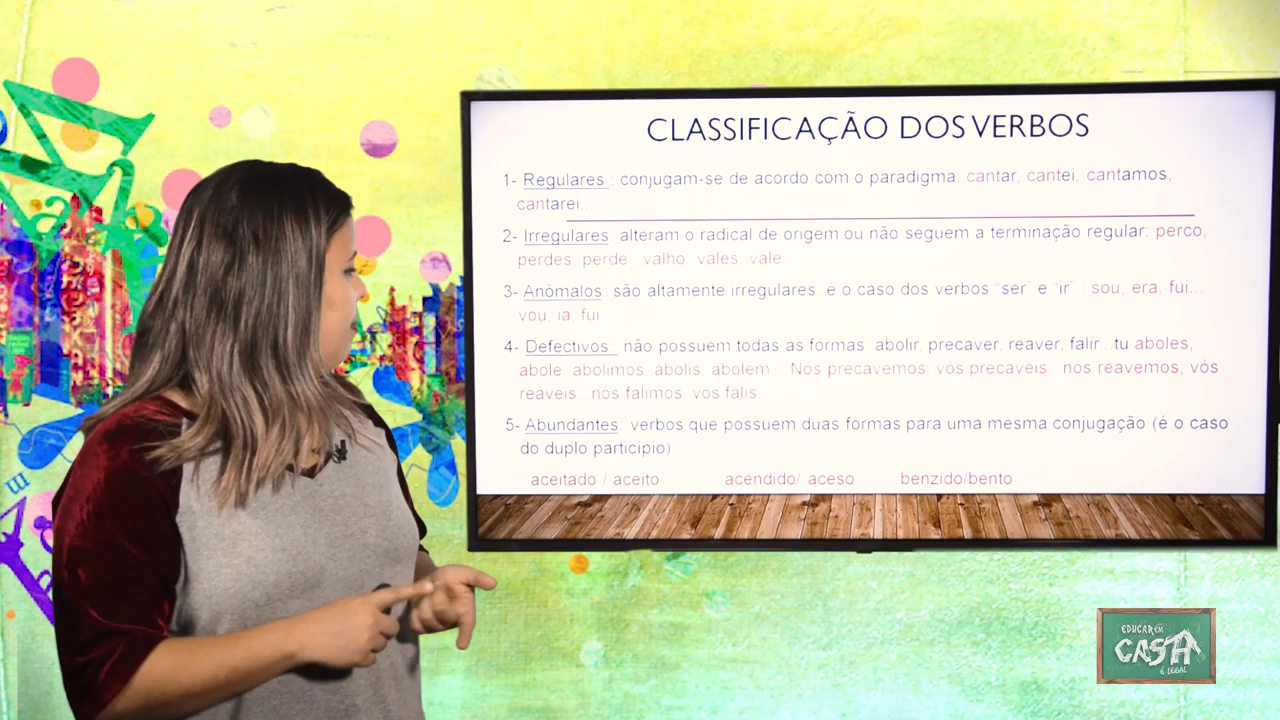 CLASSIFICAÇÃO DOS VERBOS
1- Regulares : conjugam-se de acordo com o paradigma: cantar, cantei, cantamos,
cantarei...
2- Irregulares: alteram o radical de origem ou não seguem a terminação regular: perco,
perdes, perde valho, vales, vale.
3- Anômalos: são altamente irregulares, é o caso dos verbos "ser" e "ir" : sou, era, fui...
vou, ia, fui.
4- Defectivos: não possuem todas as formas: abolir, precaver, reaver, falir...tu aboles,
abole, abolimos, abolis, abolem... Nós precavemos, vós precaveis...nós reavemos, vós
reaveis...nós falimos, vós falis...
5- Abundantes: verbos que possuem duas formas para uma mesma conjugação (é o caso
do duplo particípio).
aceitado / aceito acendido/ aceso benzido/bento
EDUCAR EM
CASA
É LEGAL